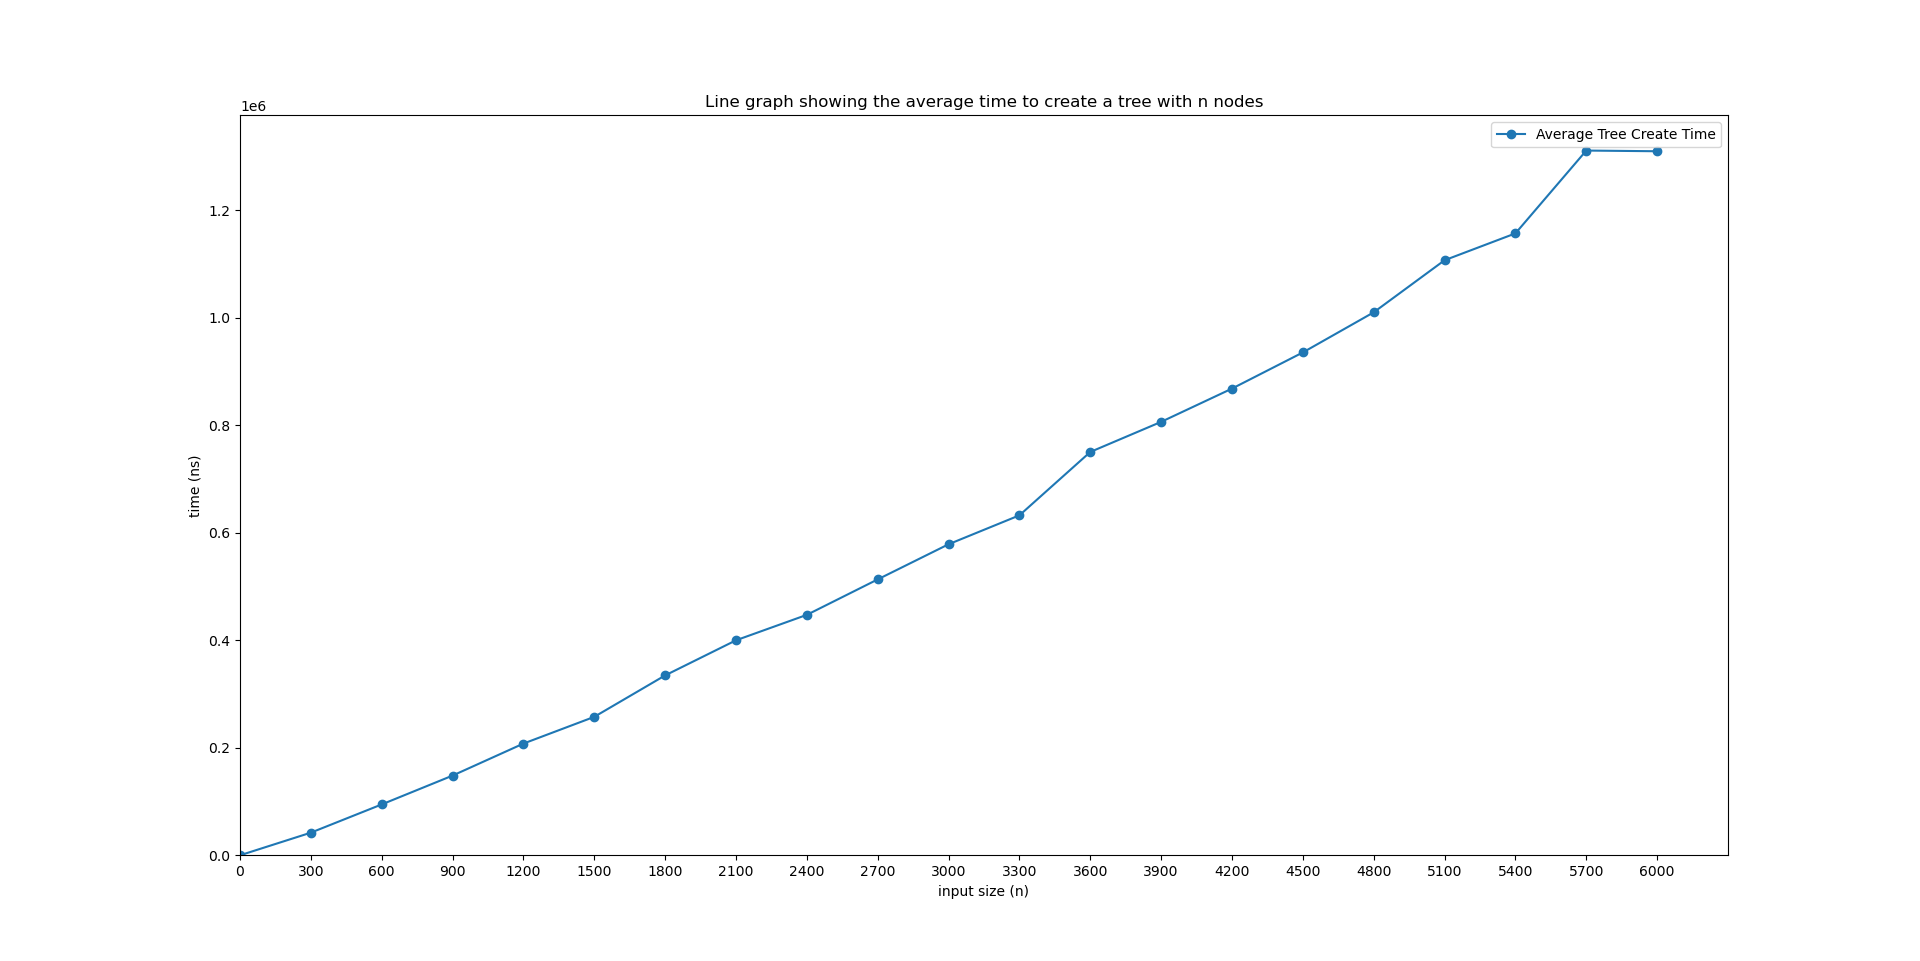 Line graph showing the average time to create a tree with n nodes
1e6
Average Tree Create Time
1.2
1.0
0.8
0.6
0.4
0.2
0.0
time (ns)
0 300 600 900 1200 1500 1800 2100 2400 2700 3000 3300 3600 3900 4200 4500 4800 5100 5400 5700 6000
input size (n)